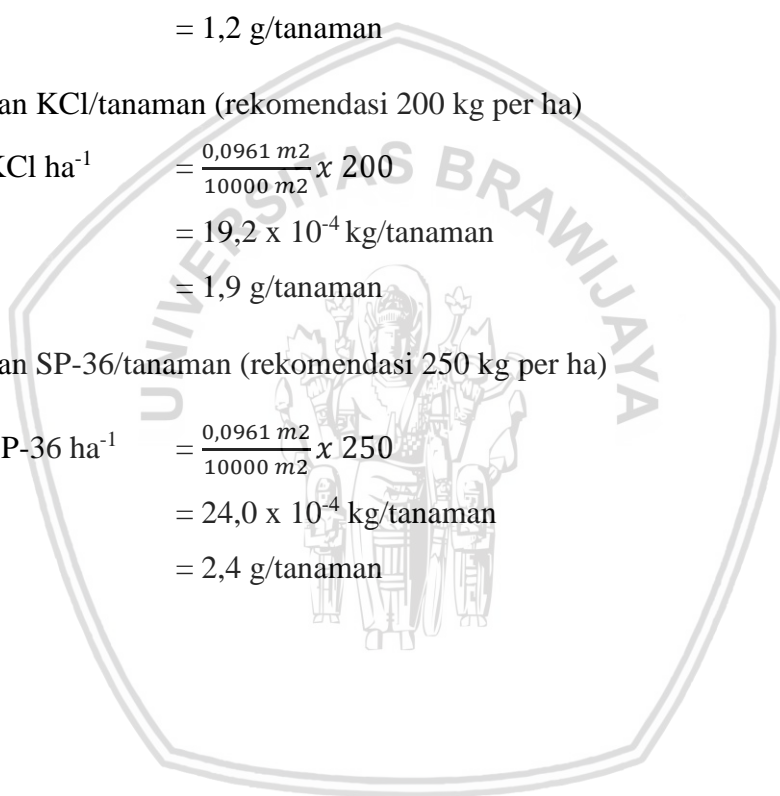 = 1,2 g/tanaman
an KCl/tanaman (rekomendasi 200 kg per ha)
KCl ha⁻¹ = 0,0961 m2 / 10000 m2 x 200
= 19,2 x 10⁻⁴ kg/tanaman
= 1,9 g/tanaman
an SP-36/tanaman (rekomendasi 250 kg per ha)
P-36 ha⁻¹ = 0,0961 m2 / 10000 m2 x 250
= 24,0 x 10⁻⁴ kg/tanaman
= 2,4 g/tanaman
UNIVERSITAS BRAWIJAYA